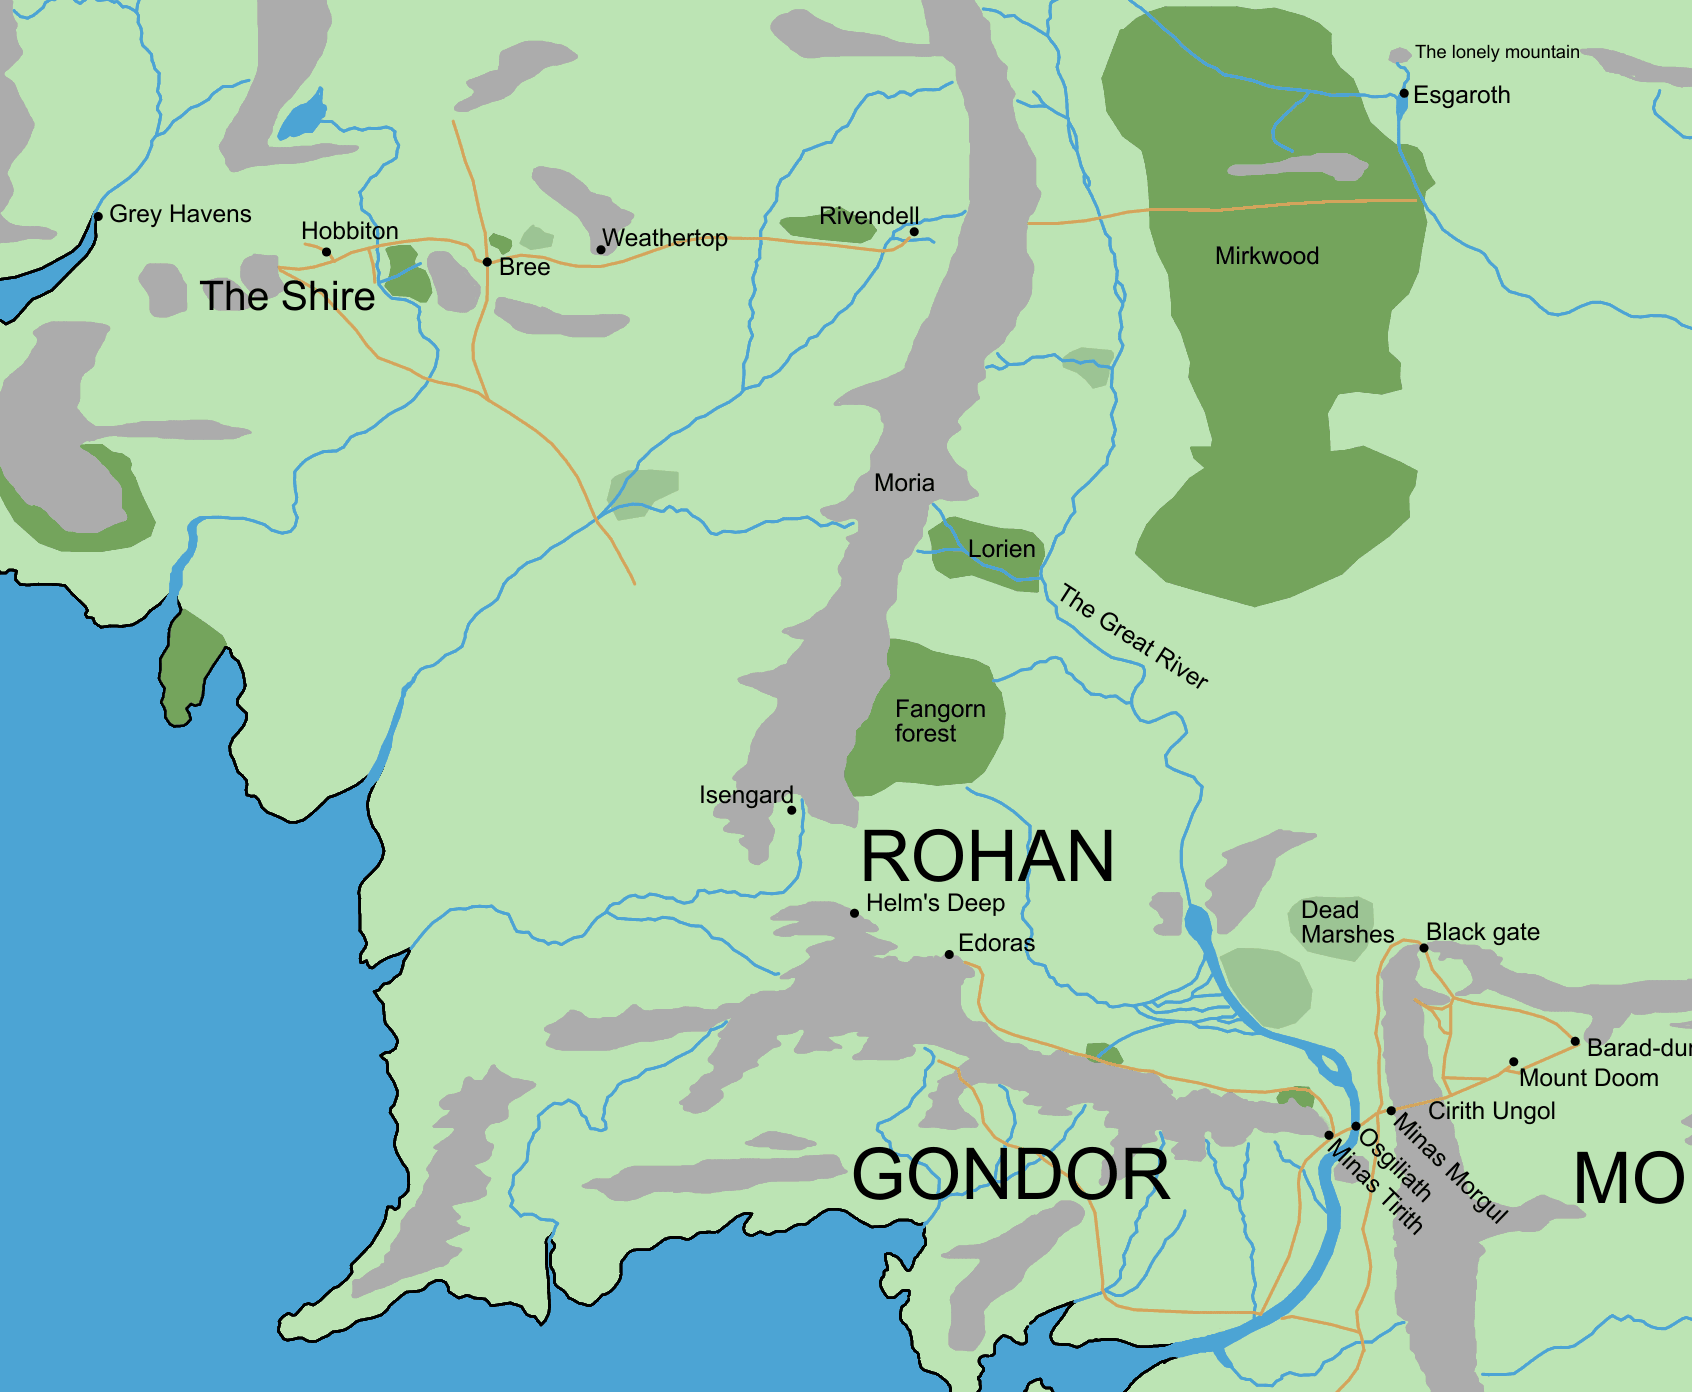 The lonely mountain
Esgaroth
Grey Havens
Hobbiton
Rivendell
Weathertop
Bree
Mirkwood
The Shire
Moria
Lorien
The Great River
Fangorn
forest
Isengard
ROHAN
Helm's Deep
Edoras
Dead
Marshes
Black gate
Barad-dur
Mount Doom
Cirith Ungol
Minas Morgul
Osgiliath
Minas Tirith
GONDOR
MO